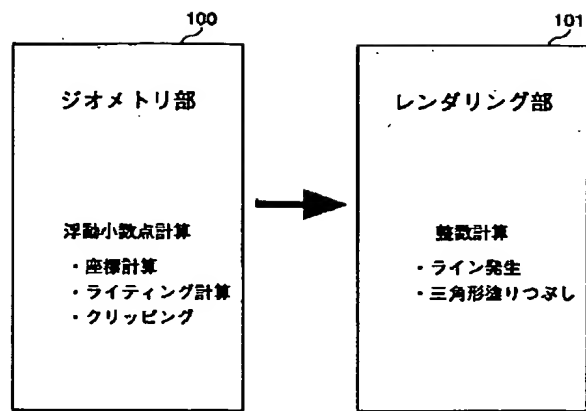 100
ジオメトリ部
浮動小数点計算
・座標計算
・ライティング計算
・クリッピング
101
レンダリング部
整数計算
・ライン発生
・三角形塗りつぶし